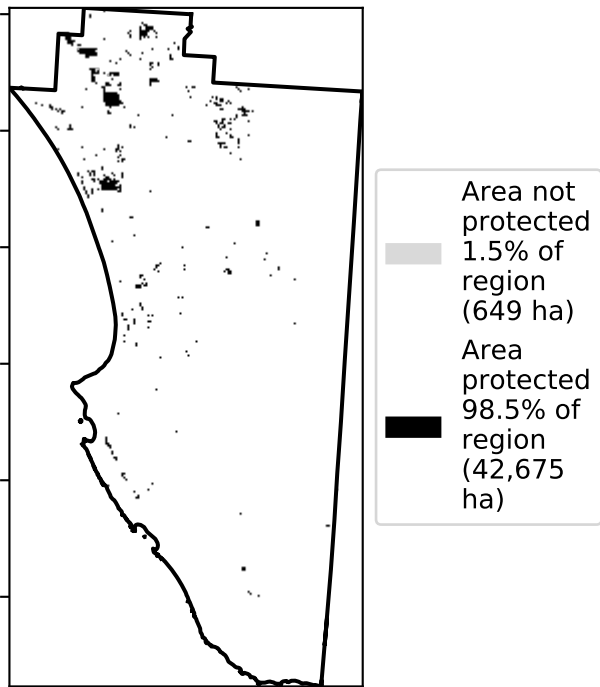 Area not
protected
1.5% of
region
(649 ha)
Area
protected
98.5% of
region
(42,675
ha)